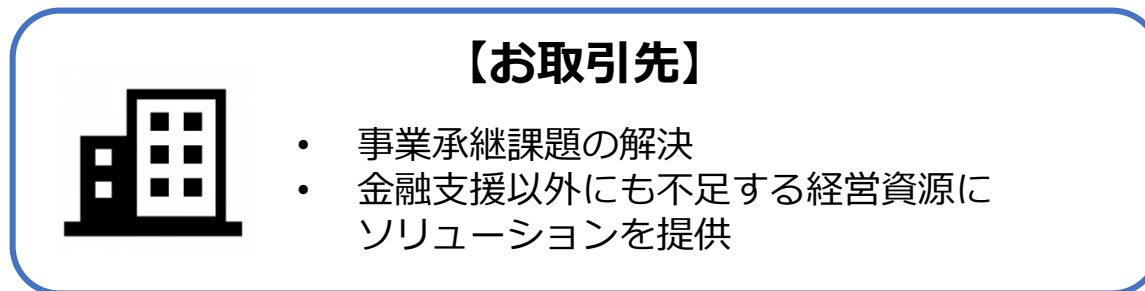 【お取引先】
• 事業承継課題の解決
• 金融支援以外にも不足する経営資源に
ソリューションを提供